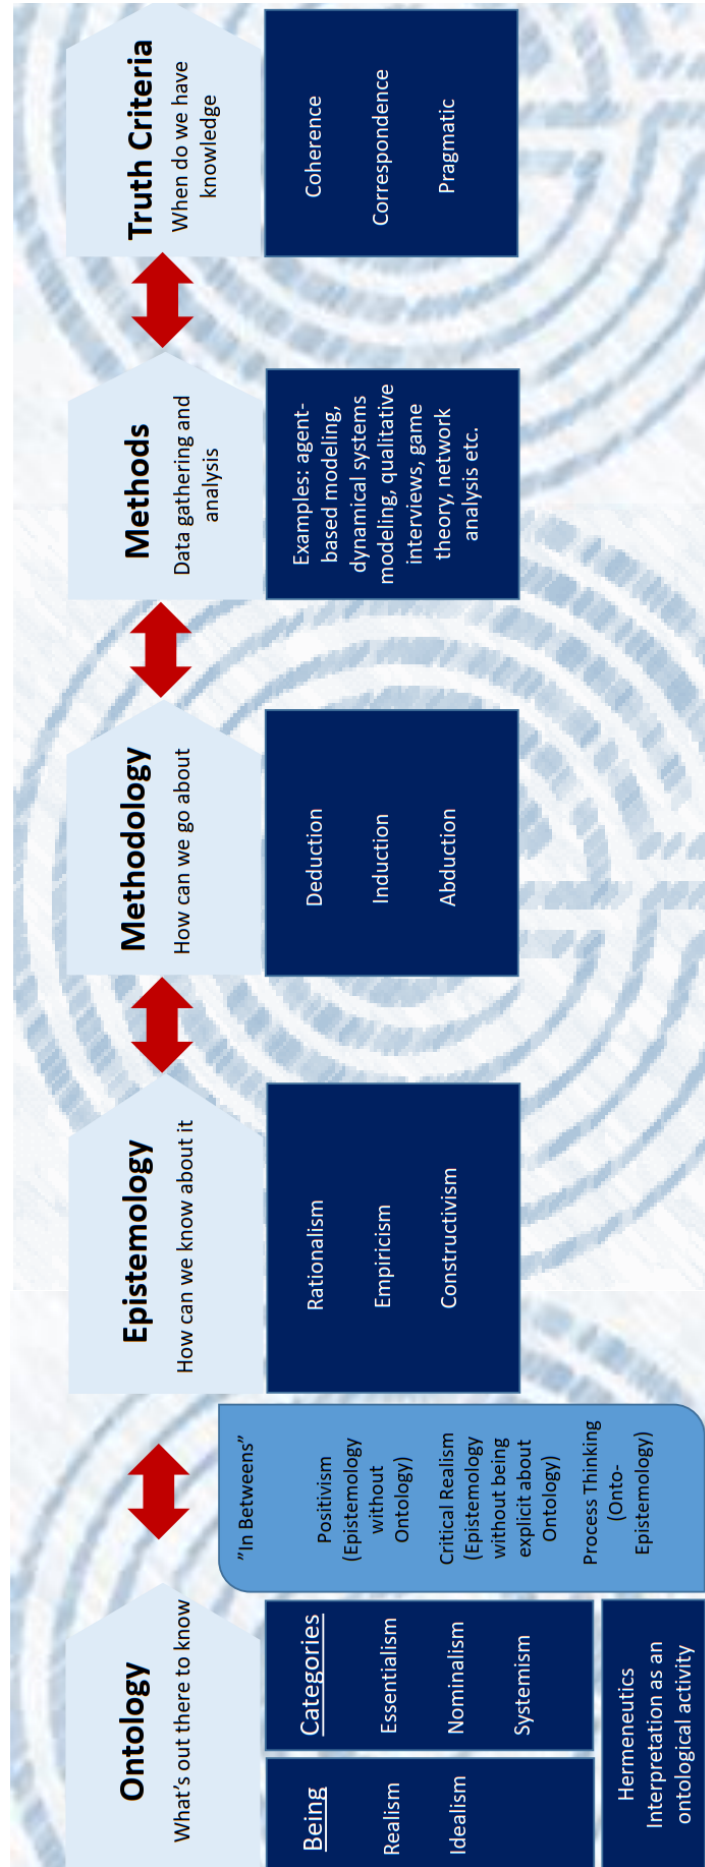 Ontology
What's out there to know
Being
Realism
Idealism
Categories
Essentialism
Nominalism
Systemism
Hermeneutics
Interpretation as an
ontological activity
"In Betweens"
Positivism
(Epistemology
without
Ontology)
Critical Realism
(Epistemology
without being
explicit about
Ontology)
Process Thinking
(Onto-
Epistemology)
Epistemology
How can we know about it
Rationalism
Empiricism
Constructivism
Methodology
How can we go about
Deduction
Induction
Abduction
Methods
Data gathering and
analysis
Examples: agent-
based modeling,
dynamical systems
modeling, qualitative
interviews, game
theory, network
analysis etc.
Truth Criteria
When do we have
knowledge
Coherence
Correspondence
Pragmatic